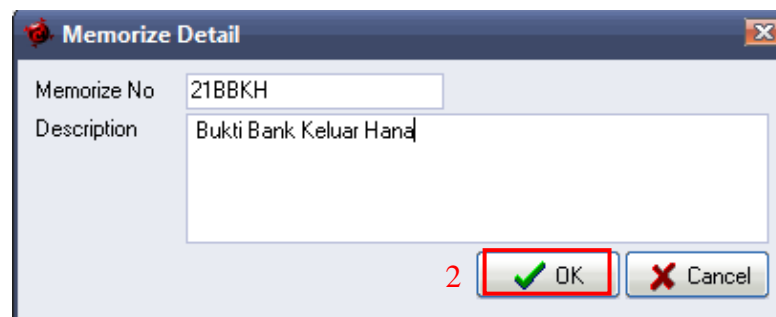 Memorize Detail
Memorize No 21BBKH
Description Bukti Bank Keluar Hana
2 OK Cancel